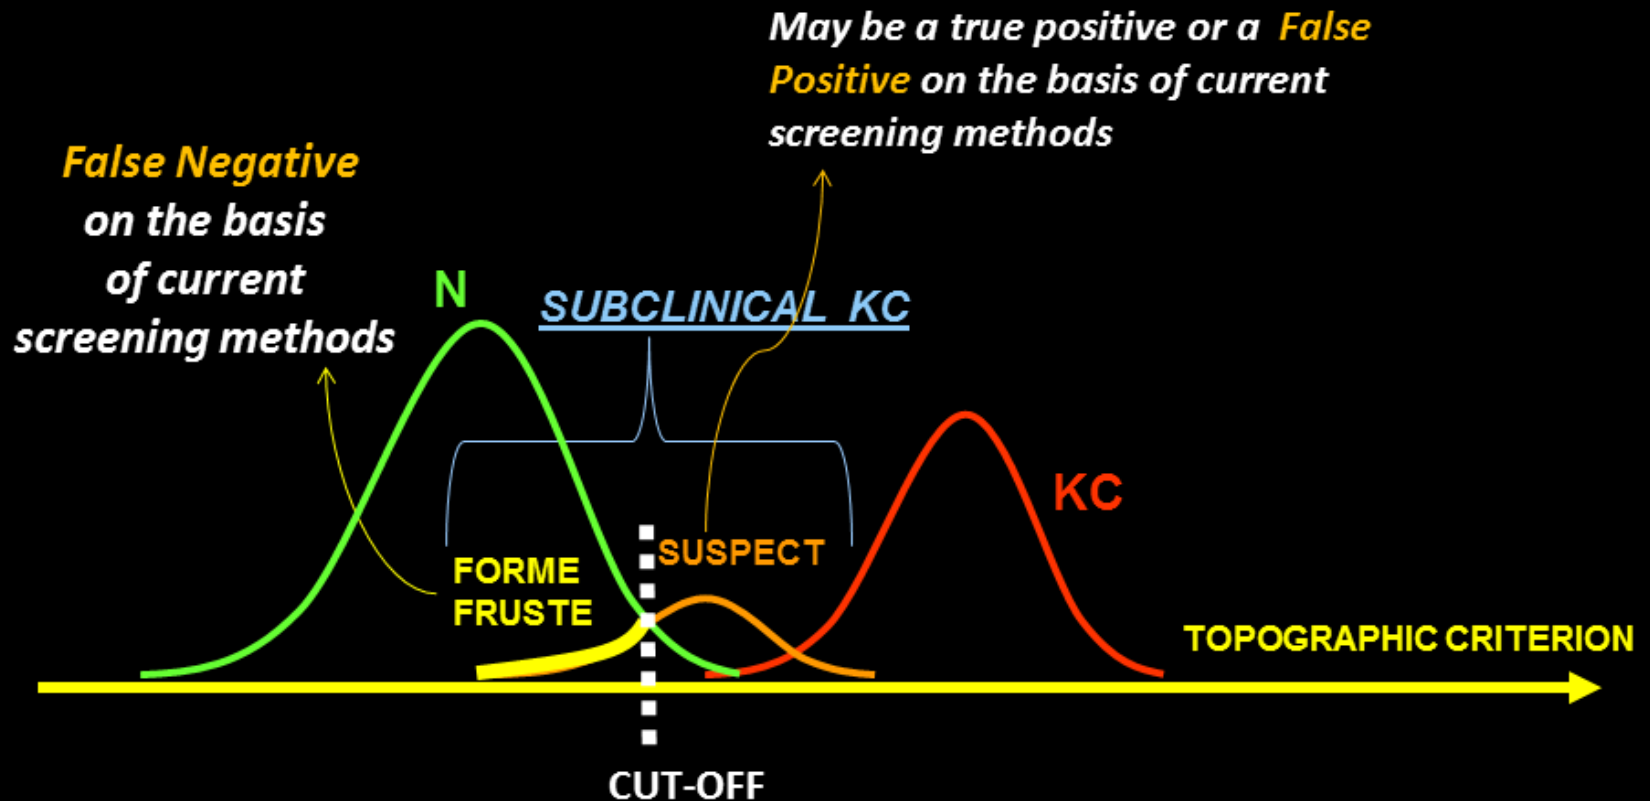 May be a true positive or a False
Positive on the basis of current
screening methods
False Negative
on the basis
of current
screening methods
N
SUBCLINICAL KC
KC
FORME
FRUSTE
SUSPECT
TOPOGRAPHIC CRITERION
CUT-OFF